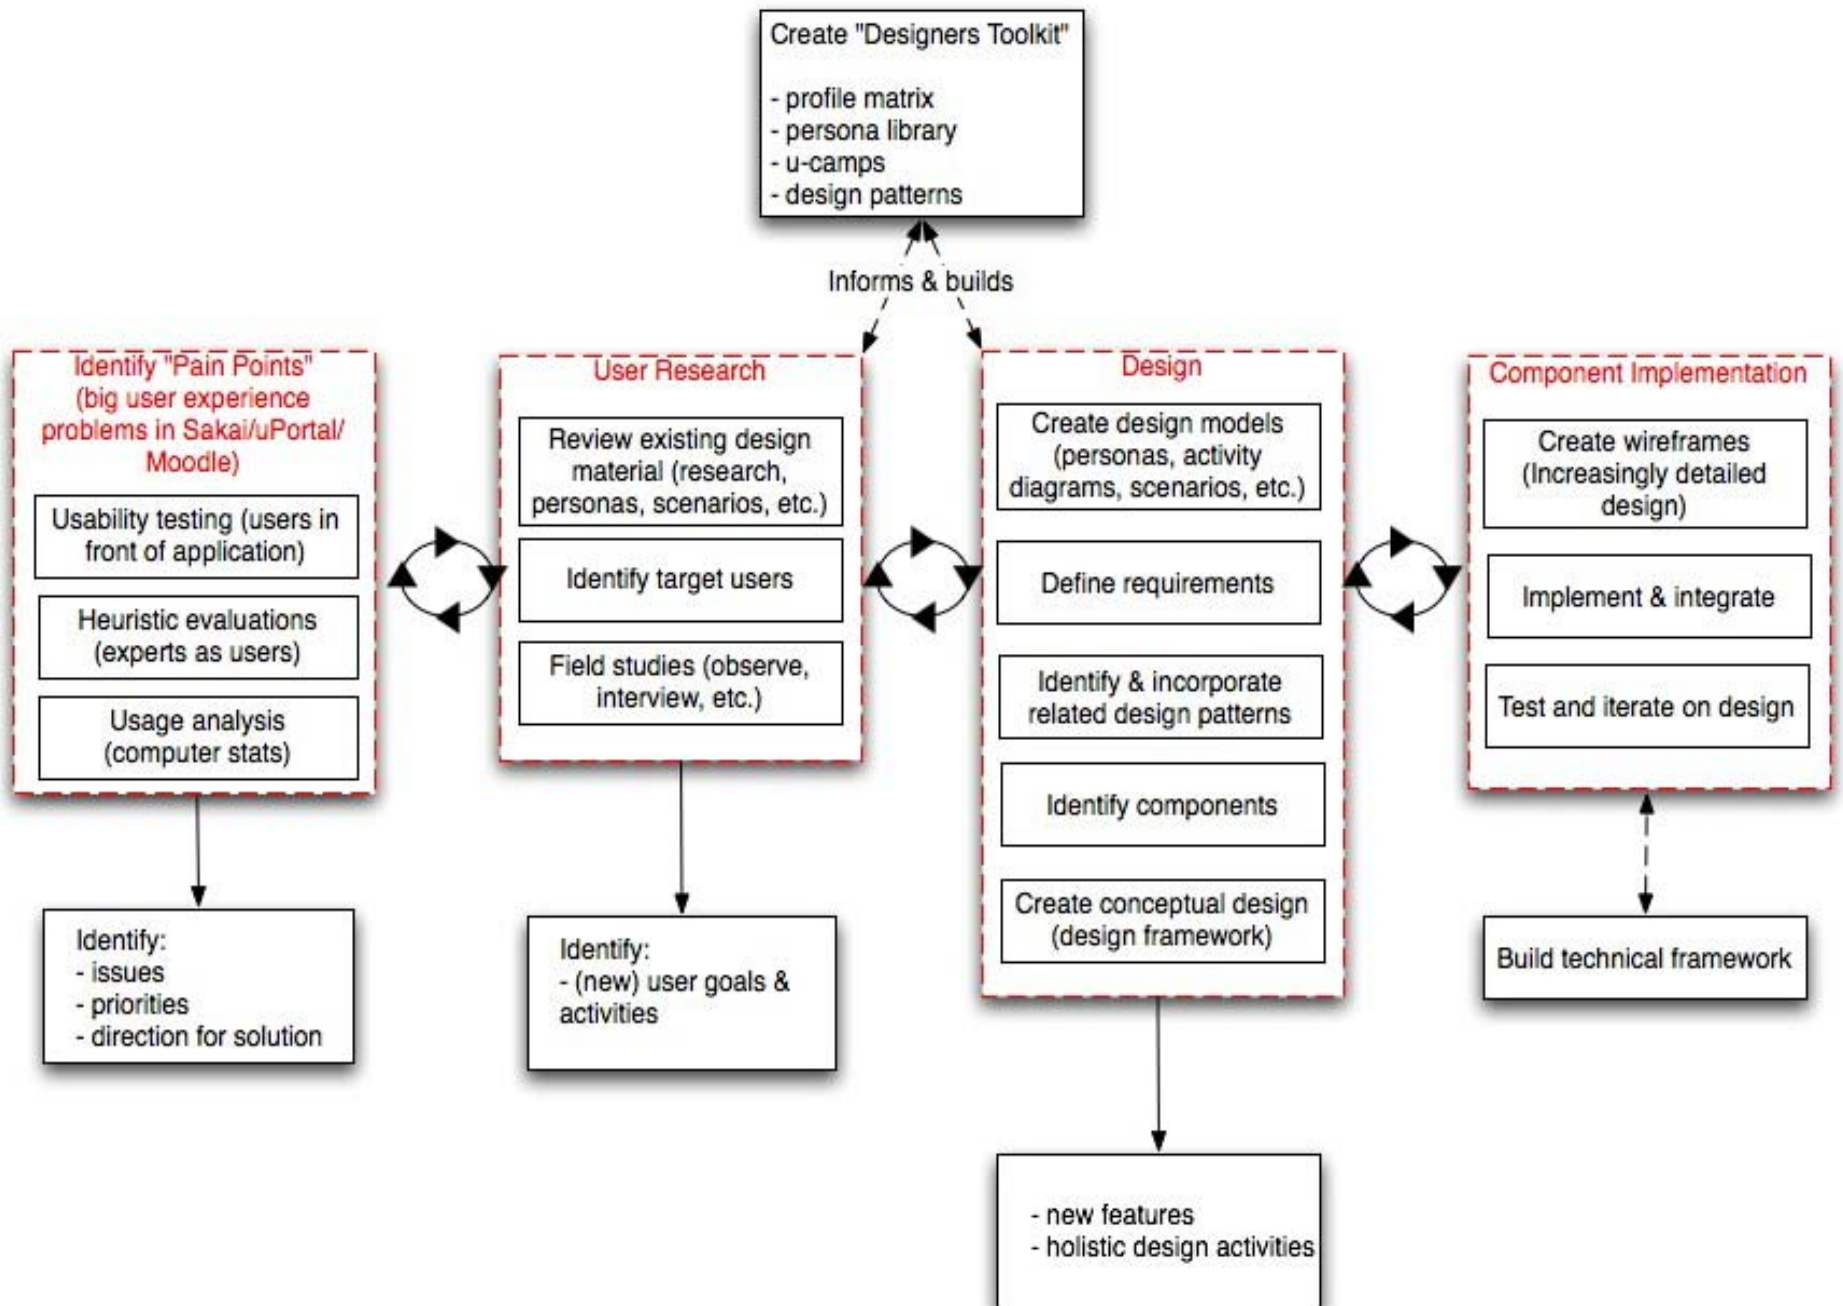 Create "Designers Toolkit"
- profile matrix
- persona library
- u-camps
- design patterns
Informs & builds
Identify "Pain Points"
(big user experience
problems in Sakai/uPortal/
Moodle)
Usability testing (users in
front of application)
Heuristic evaluations
(experts as users)
Usage analysis
(computer stats)
Identify:
- issues
- priorities
- direction for solution
User Research
Review existing design
material (research,
personas, scenarios, etc.)
Identify target users
Field studies (observe,
interview, etc.)
Identify:
- (new) user goals &
activities
Design
Create design models
(personas, activity
diagrams, scenarios, etc.)
Define requirements
Identify & incorporate
related design patterns
Identify components
Create conceptual design
(design framework)
- new features
- holistic design activities
Component Implementation
Create wireframes
(Increasingly detailed
design)
Implement & integrate
Test and iterate on design
Build technical framework